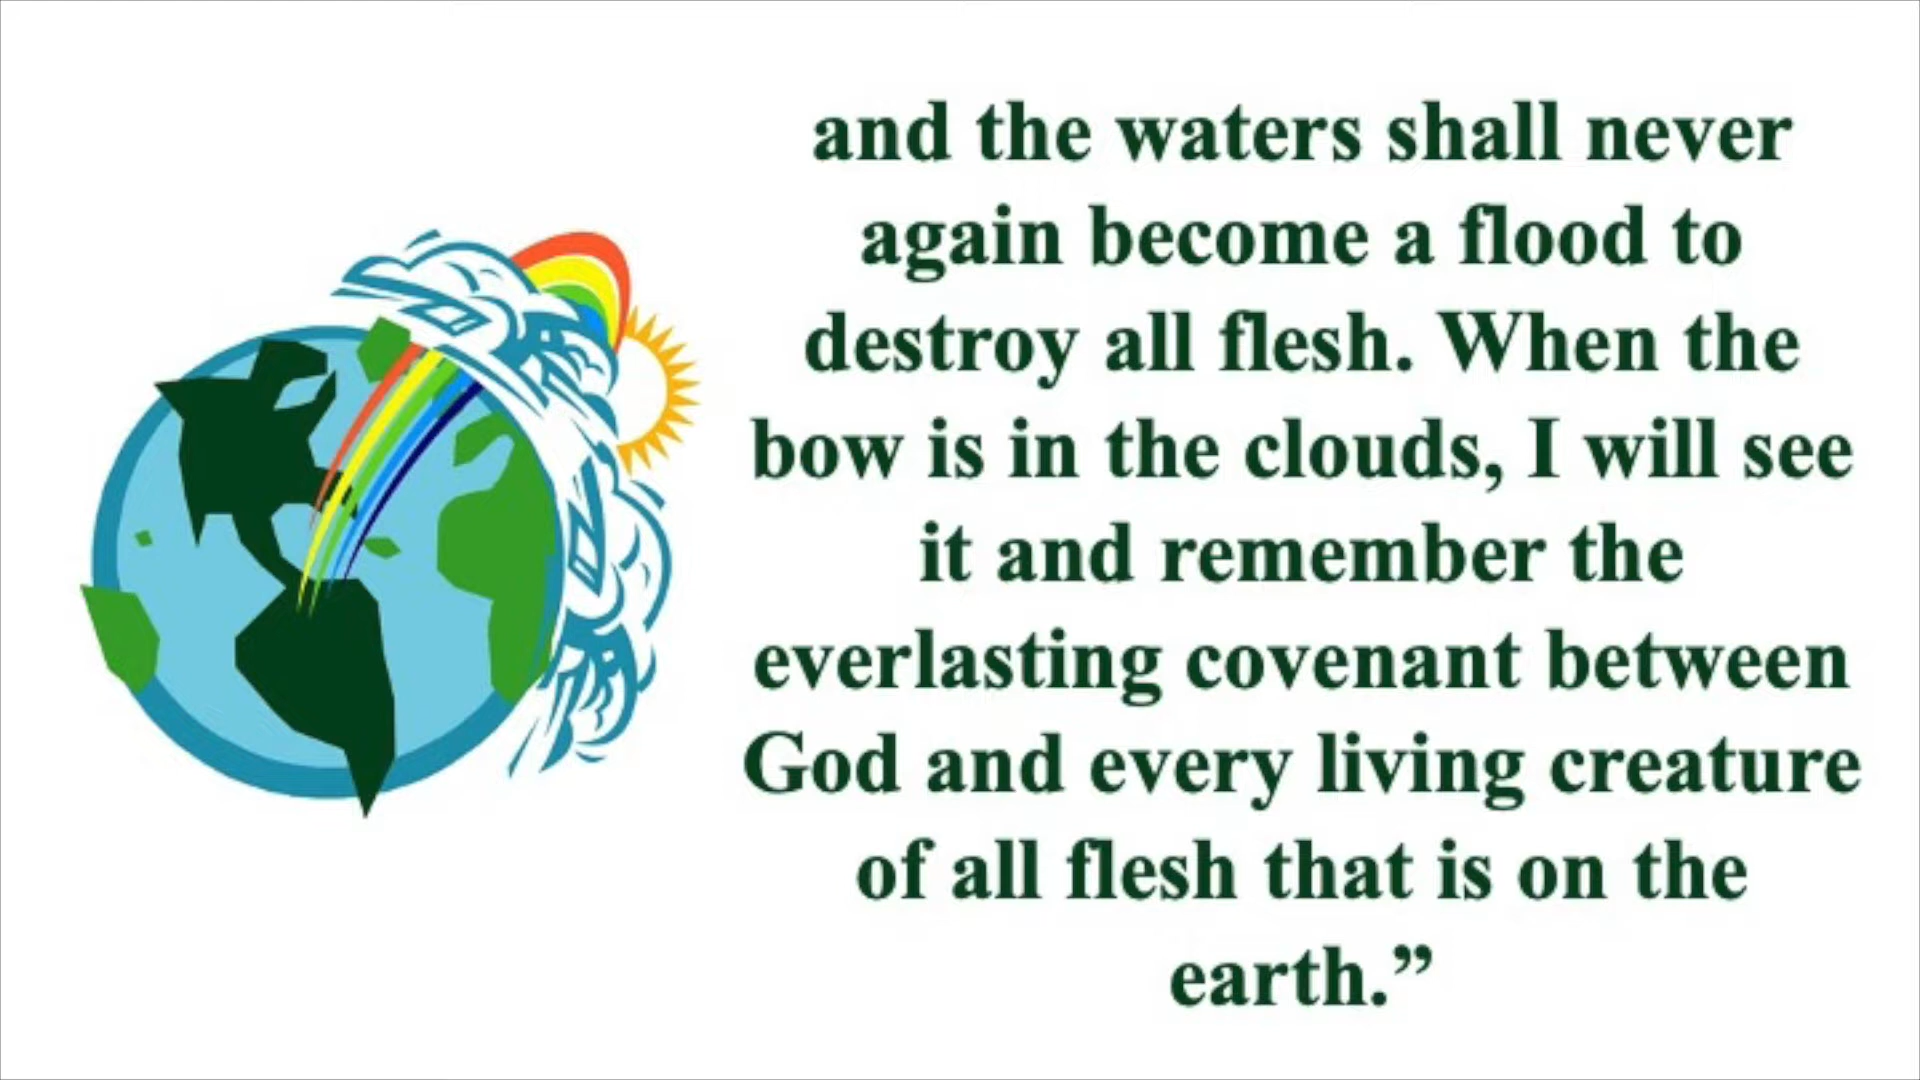 and the waters shall never
again become a flood to
destroy all flesh. When the
bow is in the clouds, I will see
it and remember the
everlasting covenant between
God and every living creature
of all flesh that is on the
earth.”